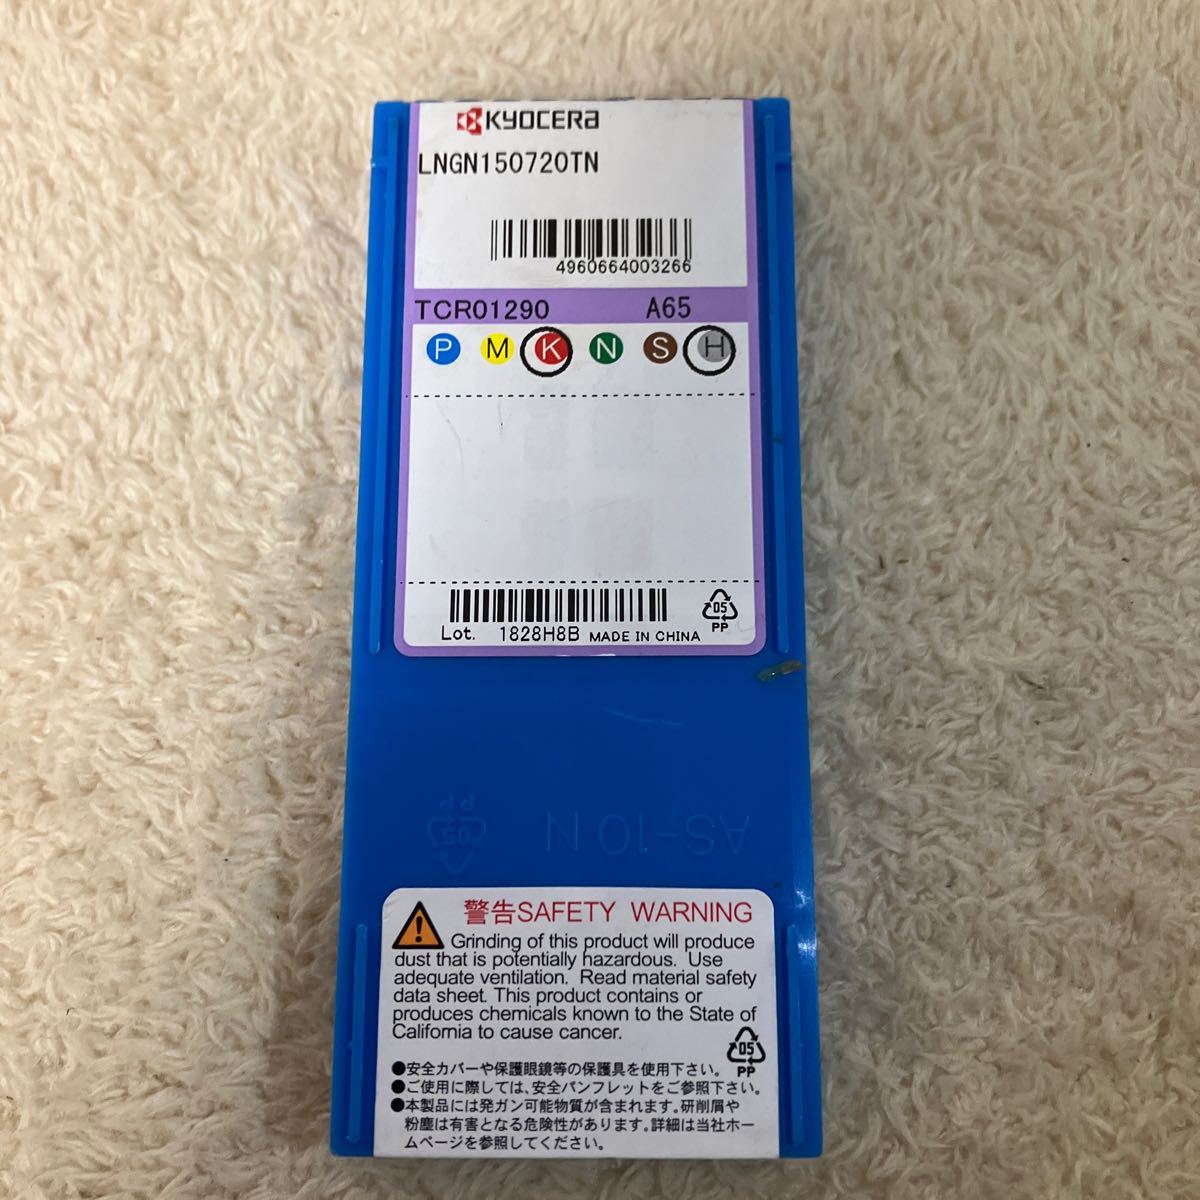 KYOCERA
LNGN150720TN
4960664003266
TCR01290 A65
P M K N S H
05
PP
Lot. 1828H8B MADE IN CHINA
AS-10N
05
PP
警告SAFETY WARNING
Grinding of this product will produce
dust that is potentially hazardous. Use
adequate ventilation. Read material safety
data sheet. This product contains or
produces chemicals known to the State of
California to cause cancer.
05
PP
●安全カバーや保護眼鏡等の保護具を使用下さい。
●ご使用に際しては、安全パンフレットをご参照下さい。
●本製品には発ガン可能物質が含まれます。研削屑や
粉塵は有害となる危険性があります。詳細は当社ホー
ムページを参照してください。